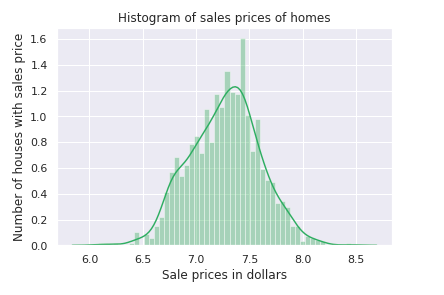 Histogram of sales prices of homes
Number of houses with sales price
1.6
1.4
1.2
1.0
0.8
0.6
0.4
0.2
0.0
6.0 6.5 7.0 7.5 8.0 8.5
Sale prices in dollars